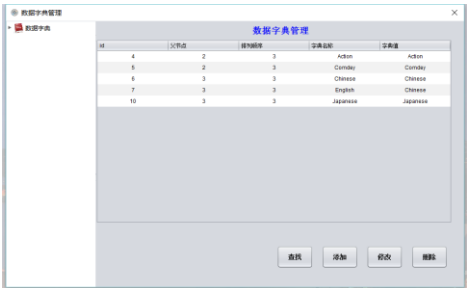 数据字典管理
数据字典
数据字典管理
id 父节点 排列顺序 字典名称 字典值
4 2 3 Action Action
5 2 3 Comday Comday
6 3 3 Chinese Chinese
7 3 3 English Chinese
10 3 3 Japanese Japanese
查找 添加 修改 删除